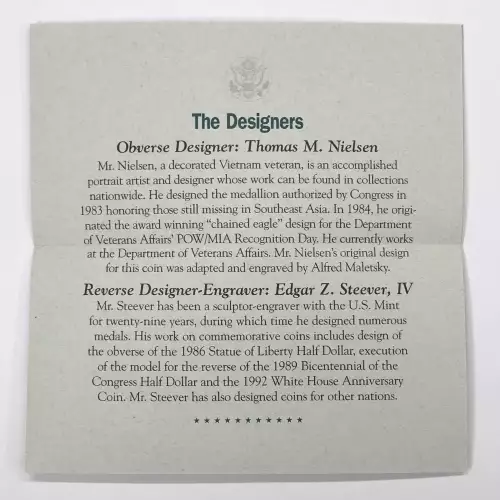 The Designers
Obverse Designer: Thomas M. Nielsen
Mr. Nielsen, a decorated Vietnam veteran, is an accomplished
portrait artist and designer whose work can be found in collections
nationwide. He designed the medallion authorized by Congress in
1983 honoring those still missing in Southeast Asia. In 1984, he origi-
nated the award winning "chained eagle" design for the Department
of Veterans Affairs' POW/MIA Recognition Day. He currently works
at the Department of Veterans Affairs. Mr. Nielsen's original design
for this coin was adapted and engraved by Alfred Maletsky.
Reverse Designer-Engraver: Edgar Z. Steever, IV
Mr. Steever has been a sculptor-engraver with the U.S. Mint
for twenty-nine years, during which time he designed numerous
medals. His work on commemorative coins includes design of
the obverse of the 1986 Statue of Liberty Half Dollar, execution
of the model for the reverse of the 1989 Bicentennial of the
Congress Half Dollar and the 1992 White House Anniversary
Coin. Mr. Steever has also designed coins for other nations.
★ ★ ★ ★ ★ ★ ★ ★ ★ ★ ★